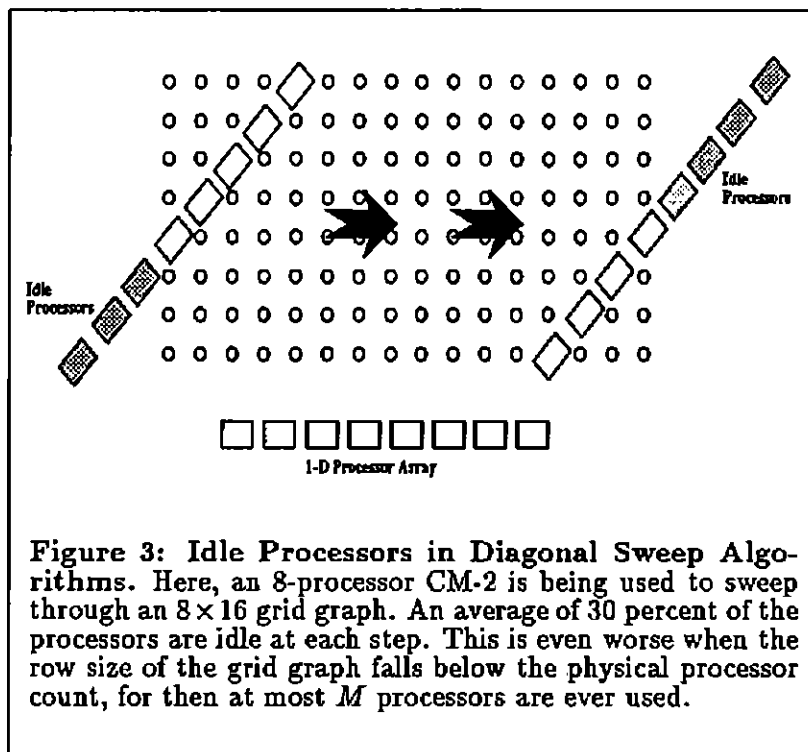 Idle
Processors
Idle
Processors
1-D Processor Array
Figure 3: Idle Processors in Diagonal Sweep Algo-
rithms. Here, an 8-processor CM-2 is being used to sweep
through an 8×16 grid graph. An average of 30 percent of the
processors are idle at each step. This is even worse when the
row size of the grid graph falls below the physical processor
count, for then at most M processors are ever used.